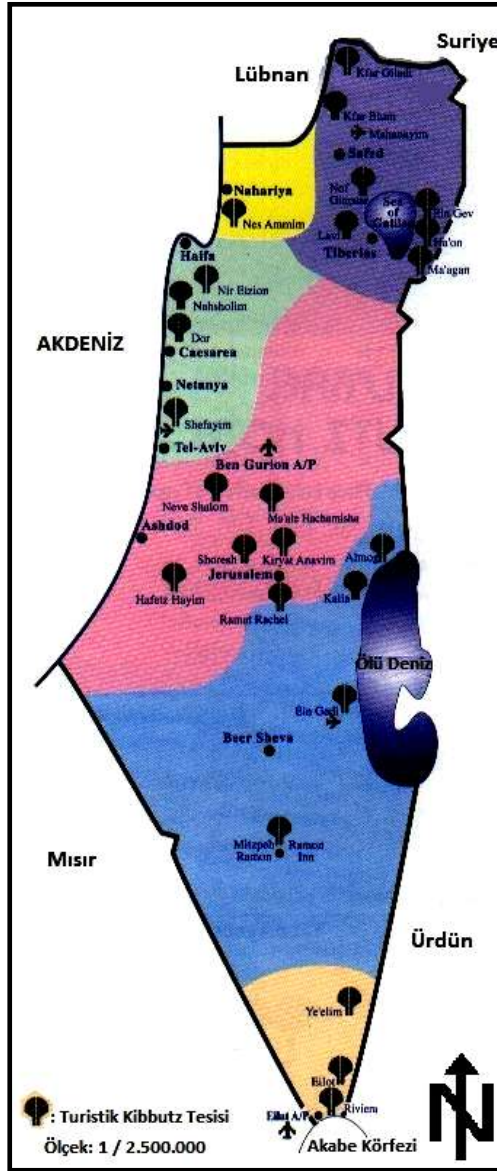 Suriye
Lübnan
Kfar Giladi
Kfar Blum
Mahanayim
Safed
Nof
Ginosar
Sea
of
Galilee
Ein Gev
Nahariya
Nes Ammim
Lavi
Tiberias
Ha'on
Ma'agan
Haifa
Nir Etzion
Nahsholim
AKDENİZ
Dor
Caesarea
Netanya
Shefayim
Tel-Aviv
Ben Gurion A/P
Neve Shalom
Ma'ale Hachamisha
Ashdod
Shoresh
Kiryat Anavim
Almog
Jerusalem
Hafetz Hayim
Kalia
Ramat Rachel
Ölü Deniz
Ein Gedi
Beer Sheva
Mısır
Mitzpeh
Ramon
Ramon
Inn
Ürdün
Ye'elim
Eilot
Riviera
Eilat A/P
: Turistik Kibbutz Tesisi
Ölçek: 1 / 2.500.000
Akabe Körfezi
N